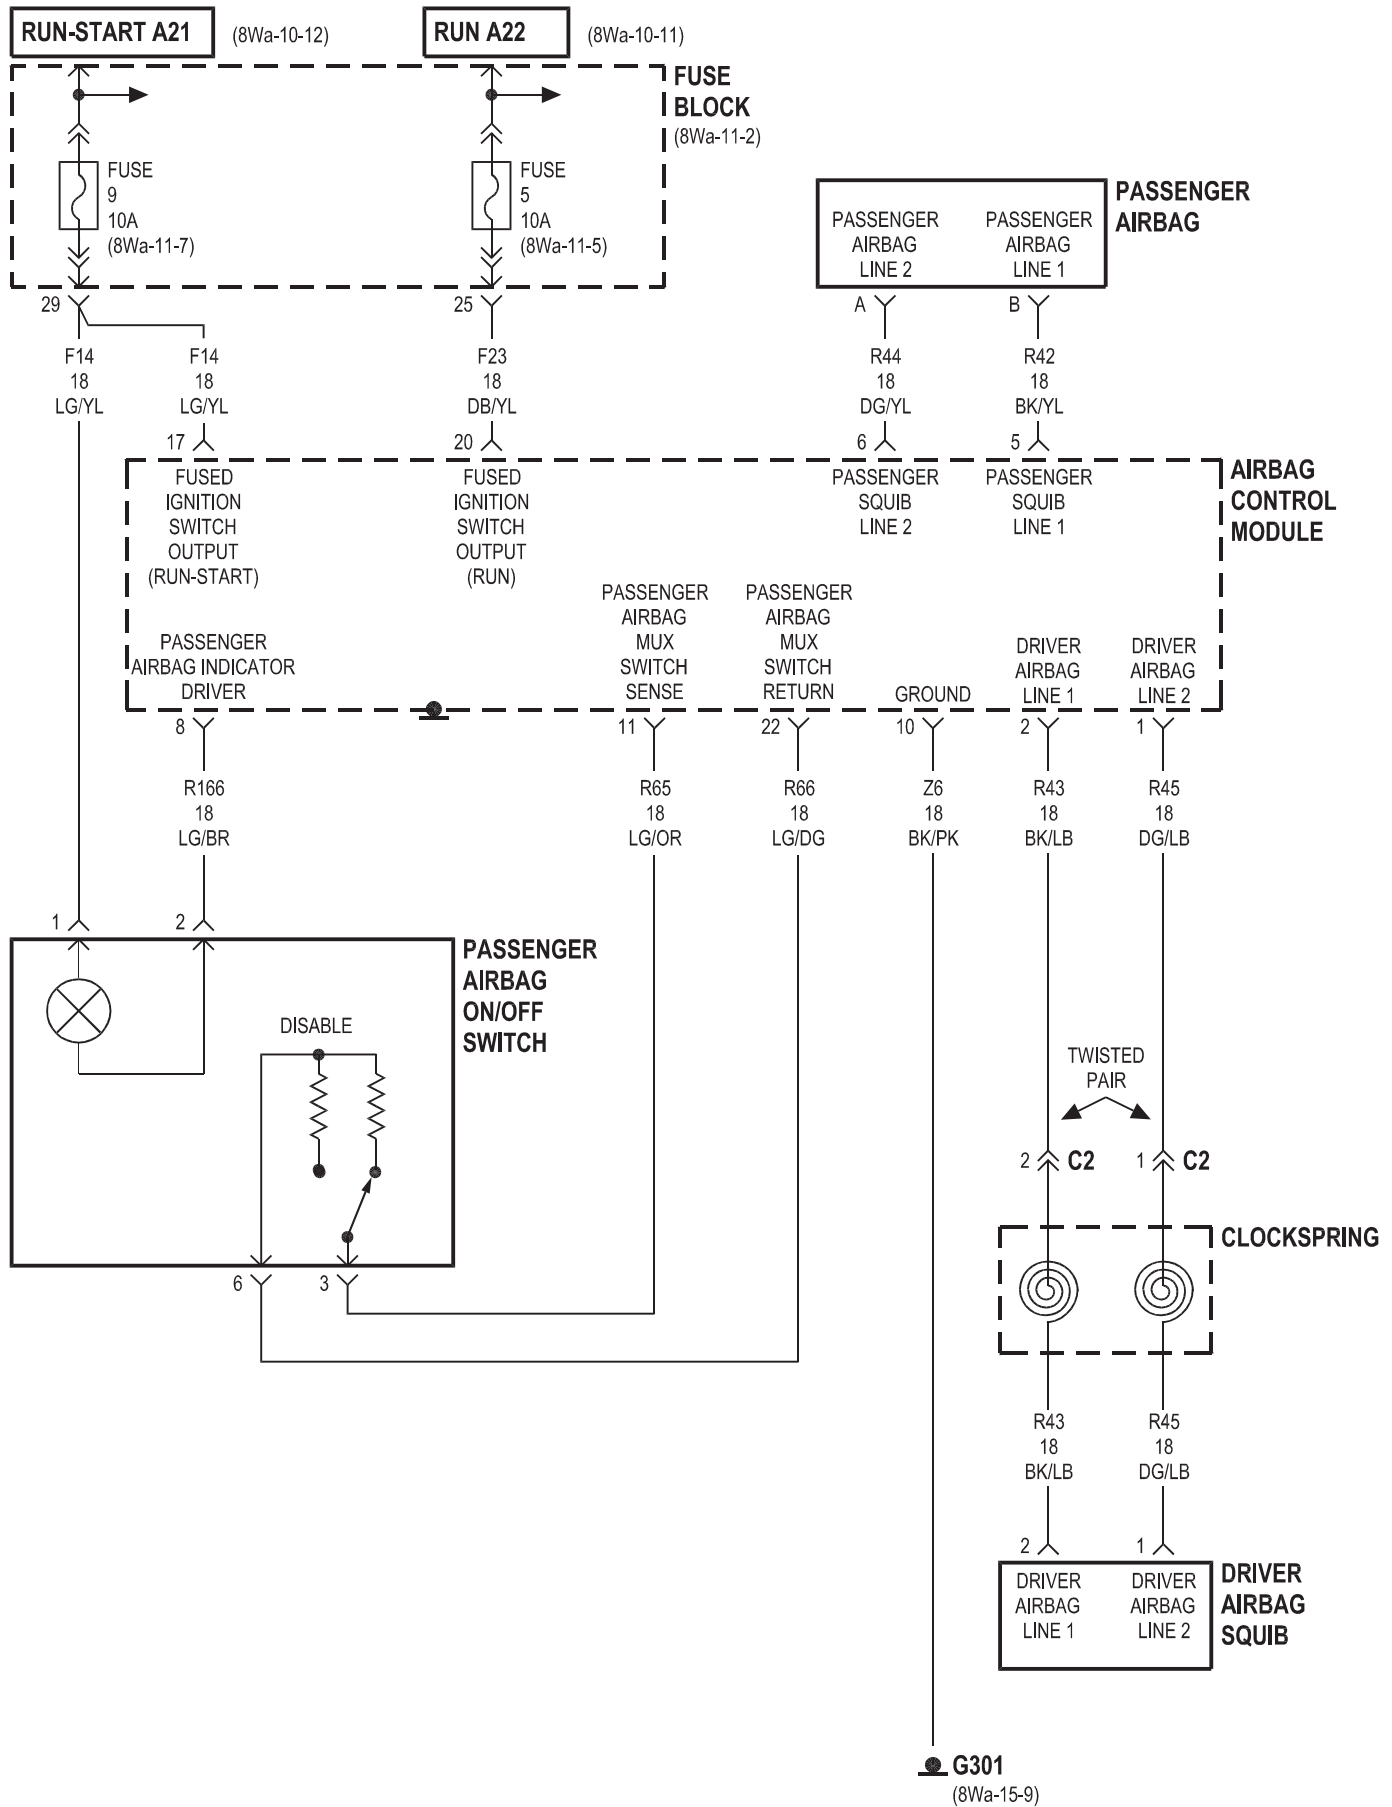 RUN-START A21 (8Wa-10-12) RUN A22 (8Wa-10-11)
FUSE
BLOCK
(8Wa-11-2)
FUSE
9
10A
(8Wa-11-7)
FUSE
5
10A
(8Wa-11-5)
PASSENGER
AIRBAG
PASSENGER
AIRBAG
LINE 2
PASSENGER
AIRBAG
LINE 1
29
25
A
B
F14
18
LG/YL
F14
18
LG/YL
F23
18
DB/YL
R44
18
DG/YL
R42
18
BK/YL
17
20
6
5
AIRBAG
CONTROL
MODULE
FUSED
IGNITION
SWITCH
OUTPUT
(RUN-START)
FUSED
IGNITION
SWITCH
OUTPUT
(RUN)
PASSENGER
SQUIB
LINE 2
PASSENGER
SQUIB
LINE 1
PASSENGER
AIRBAG INDICATOR
DRIVER
PASSENGER
AIRBAG
MUX
SWITCH
SENSE
PASSENGER
AIRBAG
MUX
SWITCH
RETURN
GROUND
DRIVER
AIRBAG
LINE 1
DRIVER
AIRBAG
LINE 2
8
11
22
10
2
1
R166
18
LG/BR
R65
18
LG/OR
R66
18
LG/DG
Z6
18
BK/PK
R43
18
BK/LB
R45
18
DG/LB
1
2
PASSENGER
AIRBAG
ON/OFF
SWITCH
DISABLE
6
3
TWISTED
PAIR
2 C2
1 C2
CLOCKSPRING
R43
18
BK/LB
R45
18
DG/LB
2
1
DRIVER
AIRBAG
LINE 1
DRIVER
AIRBAG
LINE 2
DRIVER
AIRBAG
SQUIB
G301
(8Wa-15-9)